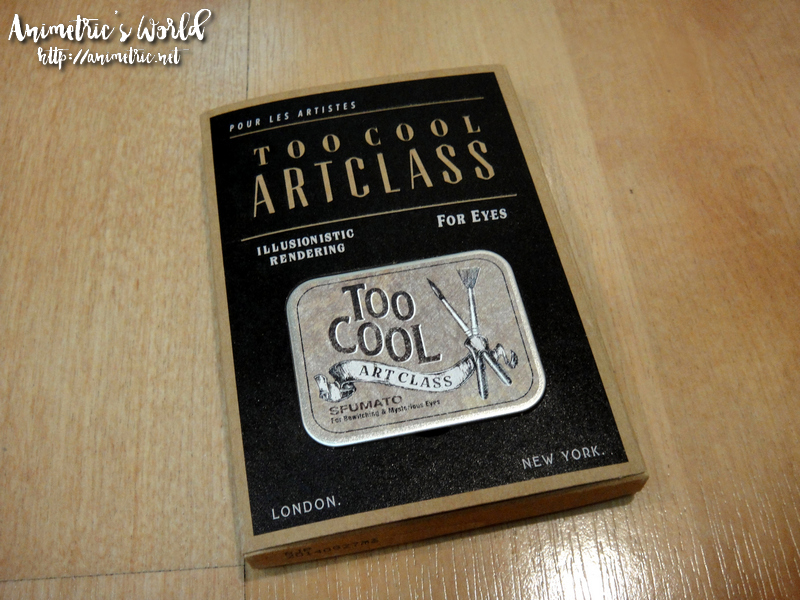 Animetric's World
http://animetric.net
POUR LES ARTISTES
TOO COOL
ARTCLASS
ILLUSIONISTIC
RENDERING
FOR EYES
TOO
COOL
ART CLASS
SFUMATO
For Bewitching & Mysterious Eyes
LONDON.
NEW YORK.